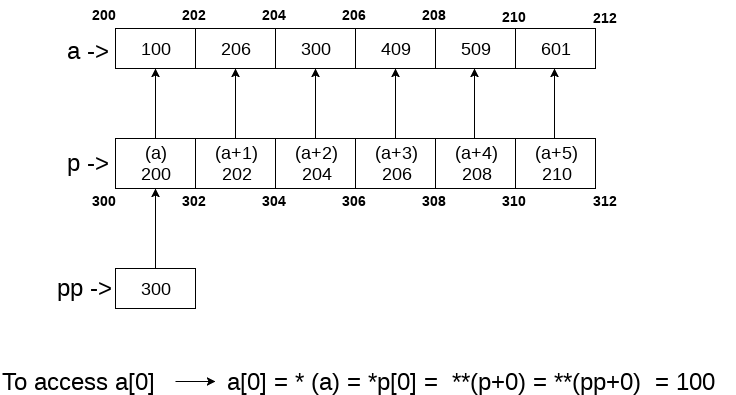 200 202 204 206 208 210 212
a -> 100 206 300 409 509 601
(a) (a+1) (a+2) (a+3) (a+4) (a+5)
p -> 200 202 204 206 208 210
300 302 304 306 308 310 312
pp -> 300
To access a[0] a[0] = * (a) = *p[0] = **(p+0) = **(pp+0) = 100